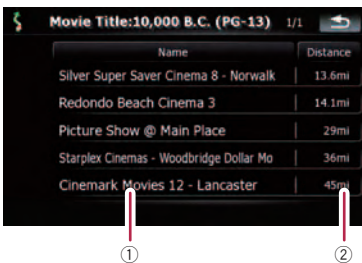 Movie Title:10,000 B.C. (PG-13) 1/1
Name Distance
Silver Super Saver Cinema 8 - Norwalk 13.6mi
Redondo Beach Cinema 3 14.1mi
Picture Show @ Main Place 29mi
Starplex Cinemas - Woodbridge Dollar Mo 36mi
Cinemark Movies 12 - Lancaster 45mi
① ②